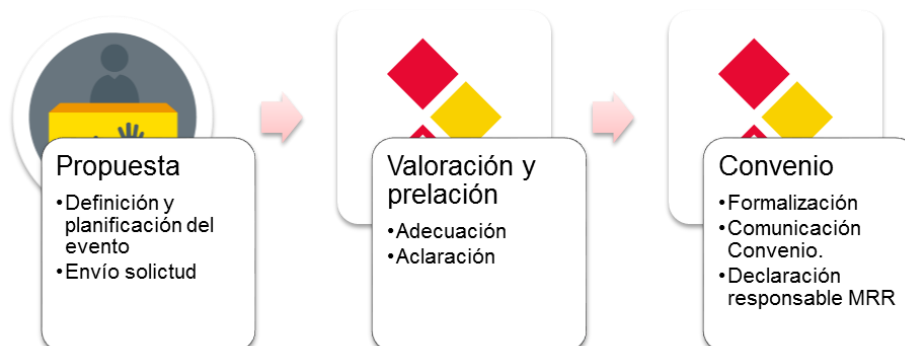 Propuesta
•Definición y
planificación del
evento
•Envío solictud
Valoración y
prelación
•Adecuación
•Aclaración
Convenio
•Formalización
•Comunicación
Convenio.
•Declaración
responsable MRR